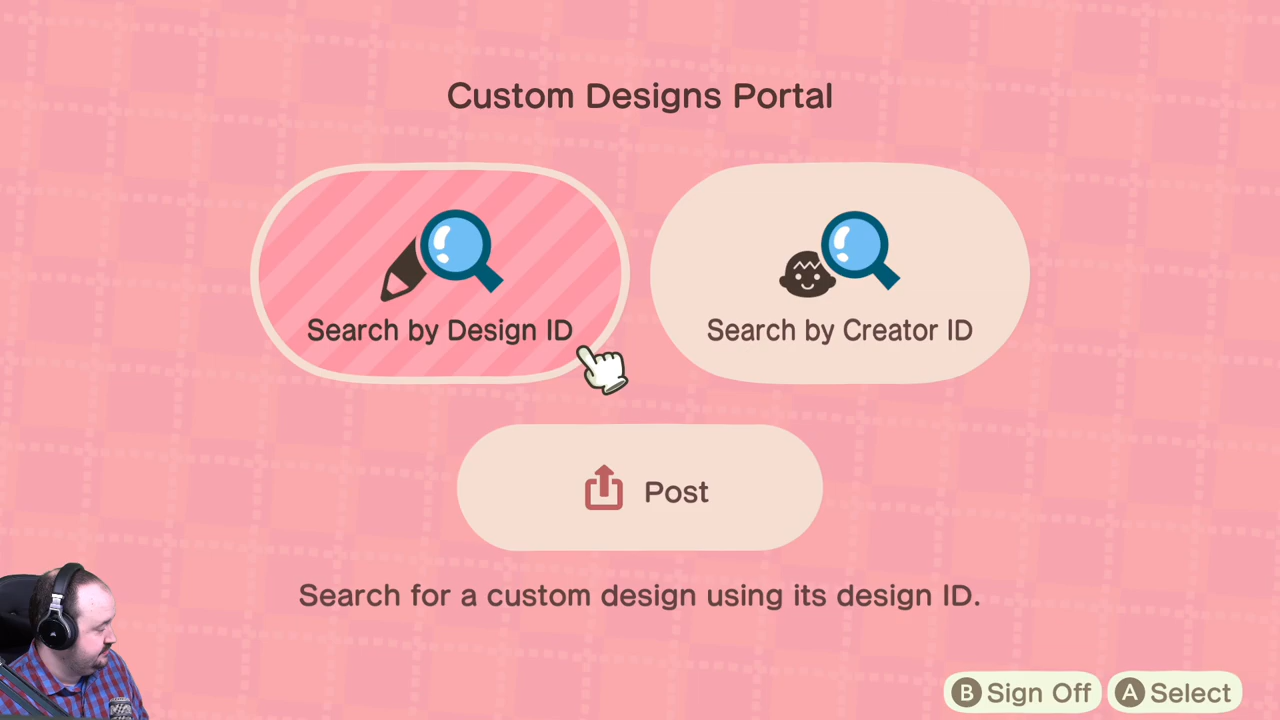 Custom Designs Portal
Search by Design ID
Search by Creator ID
Post
Search for a custom design using its design ID.
B Sign Off
A Select